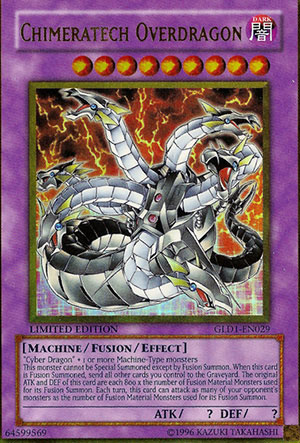 CHIMERATECH OVERDRAGON
DARK
闇
LIMITED EDITION
GLD1-EN029
[MACHINE / FUSION / EFFECT]
"Cyber Dragon" + 1 or more Machine-Type monsters
This monster cannot be Special Summoned except by Fusion Summon. When this card
is Fusion Summoned, send all other cards you control to the Graveyard. The original
ATK and DEF of this card are each 800 x the number of Fusion Material Monsters used
for its Fusion Summon. Each turn, this card can attack as many of your opponent's
monsters as the number of Fusion Material Monsters used for its Fusion Summon.
ATK/ ? DEF/ ?
64599569
©1996 KAZUKI TAKAHASHI